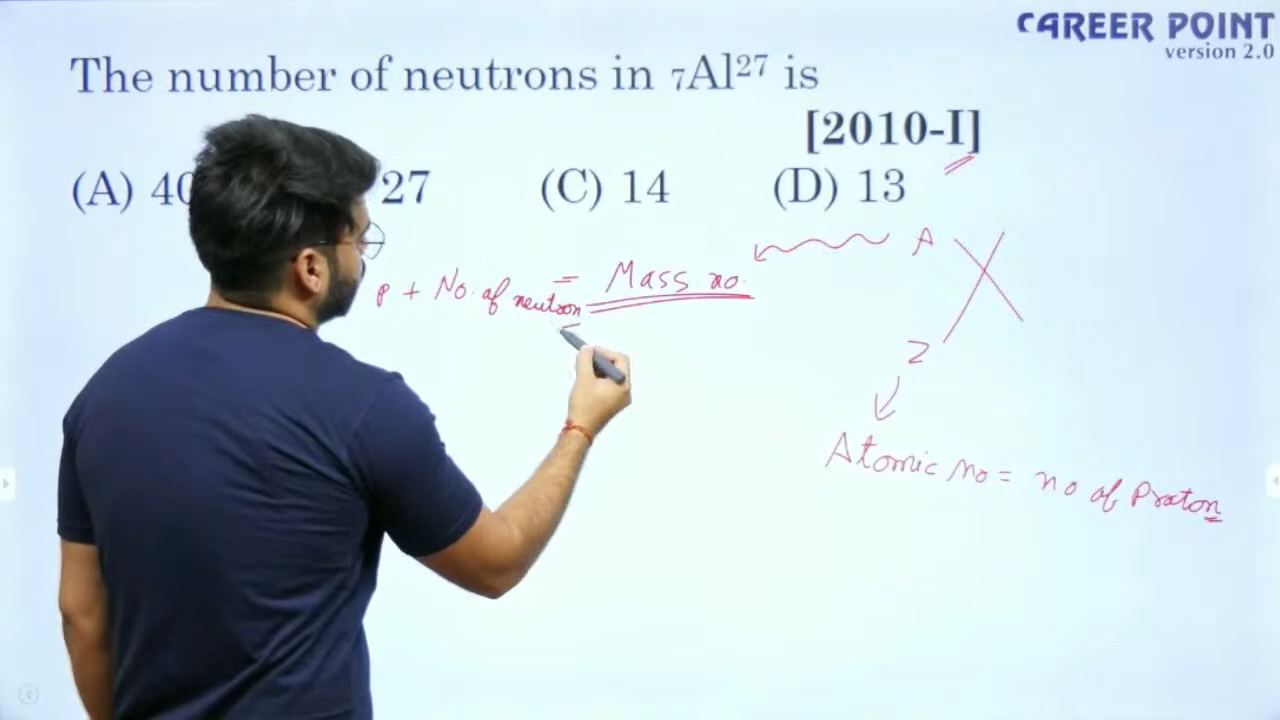 CAREER POINT
version 2.0
The number of neutrons in ₇Al²⁷ is
[2010-I]
(A) 40 27 (C) 14 (D) 13
A
p + No. of neutron = Mass no.
Z
Atomic no = no of Proton